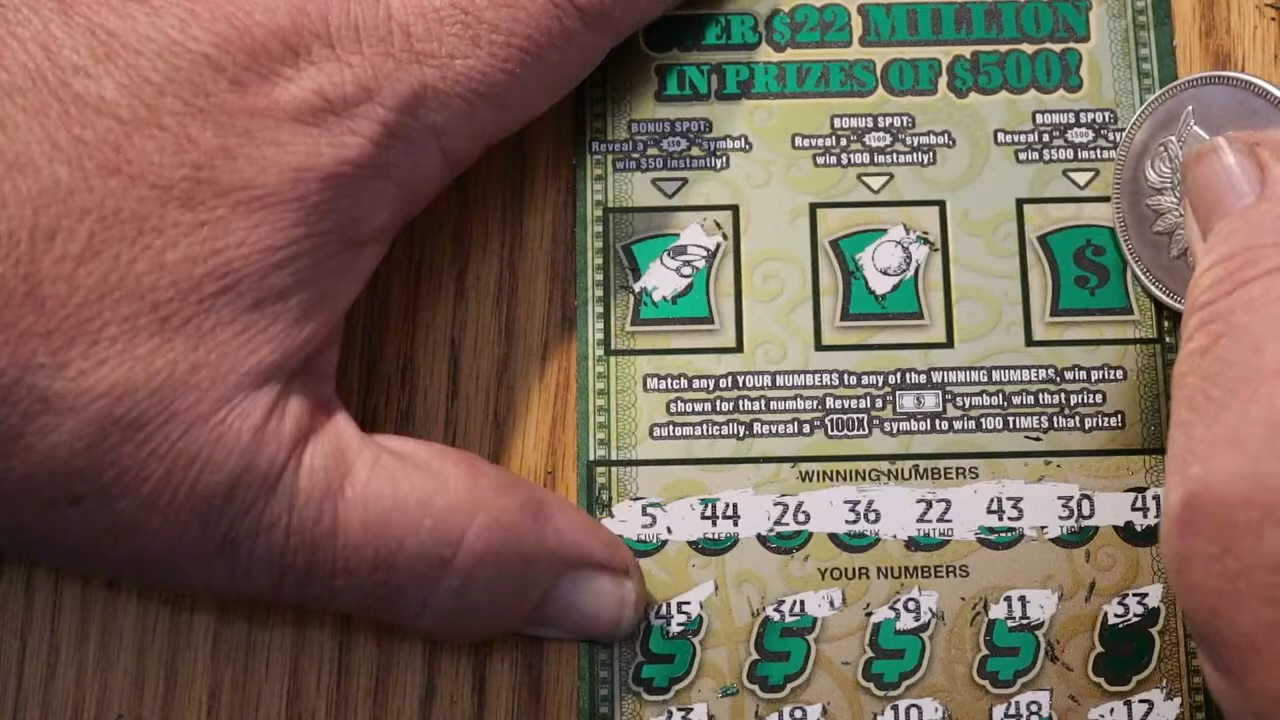 ER $22 MILLION
IN PRIZES OF $500!
BONUS SPOT:
Reveal a "$50" symbol,
win $50 instantly!
BONUS SPOT:
Reveal a "$100" symbol,
win $100 instantly!
BONUS SPOT:
Reveal a "$500" sy
win $500 instan
$
Match any of YOUR NUMBERS to any of the WINNING NUMBERS, win prize
shown for that number. Reveal a "$" symbol, win that prize
automatically. Reveal a "100X" symbol to win 100 TIMES that prize!
WINNING NUMBERS
5 44 26 36 22 43 30 41
FIVE THTWO
YOUR NUMBERS
45 34 39 11 33
$ $ $ $ $
19 10 48 12